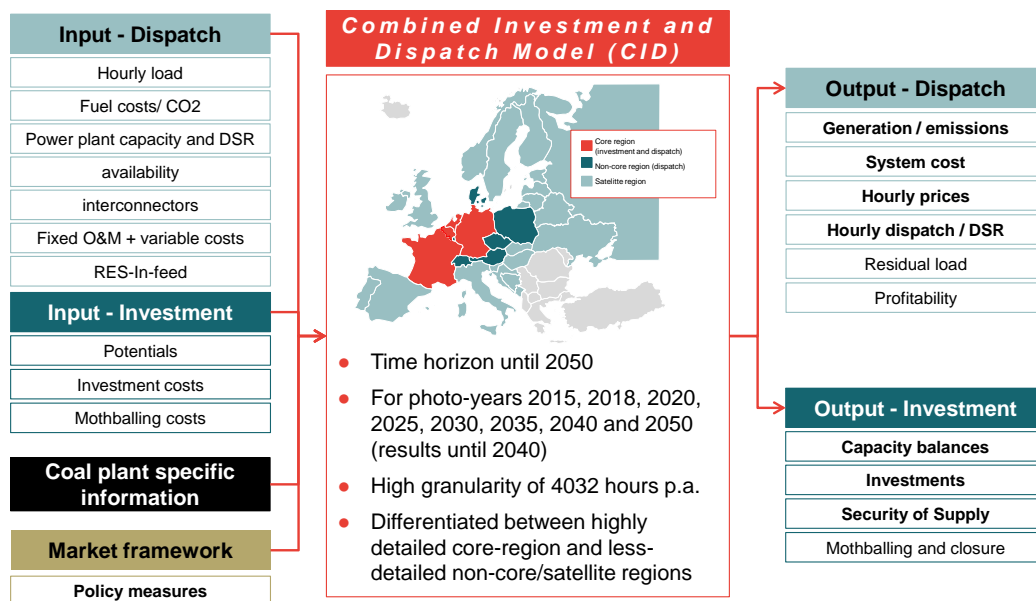 Input - Dispatch
Hourly load
Fuel costs/ CO2
Power plant capacity and DSR
availability
interconnectors
Fixed O&M + variable costs
RES-In-feed
Input - Investment
Potentials
Investment costs
Mothballing costs
Coal plant specific
information
Market framework
Policy measures
Combined Investment and
Dispatch Model (CID)
Core region
(investment and dispatch)
Non-core region (dispatch)
Satelitte region
● Time horizon until 2050
● For photo-years 2015, 2018, 2020,
2025, 2030, 2035, 2040 and 2050
(results until 2040)
● High granularity of 4032 hours p.a.
● Differentiated between highly
detailed core-region and less-
detailed non-core/satellite regions
Output - Dispatch
Generation / emissions
System cost
Hourly prices
Hourly dispatch / DSR
Residual load
Profitability
Output - Investment
Capacity balances
Investments
Security of Supply
Mothballing and closure